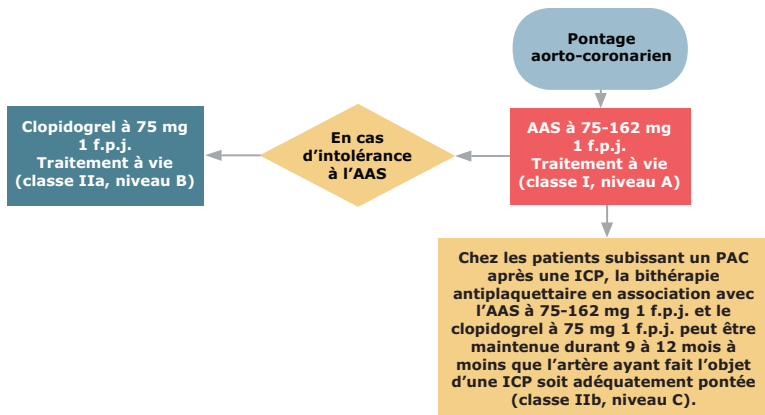 Pontage
aorto-coronarien
AAS à 75-162 mg
1 f.p.j.
Traitement à vie
(classe I, niveau A)
En cas
d’intolérance
à l’AAS
Clopidogrel à 75 mg
1 f.p.j.
Traitement à vie
(classe IIa, niveau B)
Chez les patients subissant un PAC
après une ICP, la bithérapie
antiplaquettaire en association avec
l’AAS à 75-162 mg 1 f.p.j. et le
clopidogrel à 75 mg 1 f.p.j. peut être
maintenue durant 9 à 12 mois à
moins que l’artère ayant fait l’objet
d’une ICP soit adéquatement pontée
(classe IIb, niveau C).